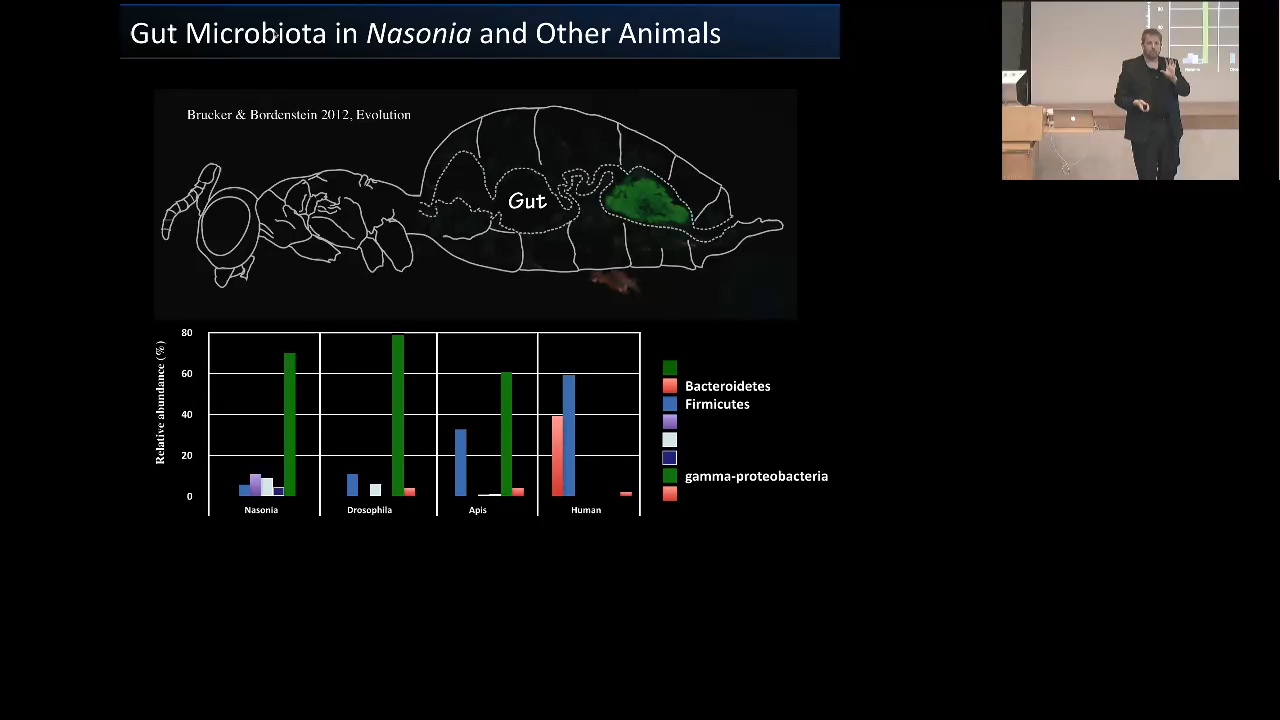 Gut Microbiota in Nasonia and Other Animals
Brucker & Bordenstein 2012, Evolution
Gut
Relative abundance (%)
80
60
40
20
0
Nasonia
Drosophila
Apis
Human
Bacteroidetes
Firmicutes
gamma-proteobacteria